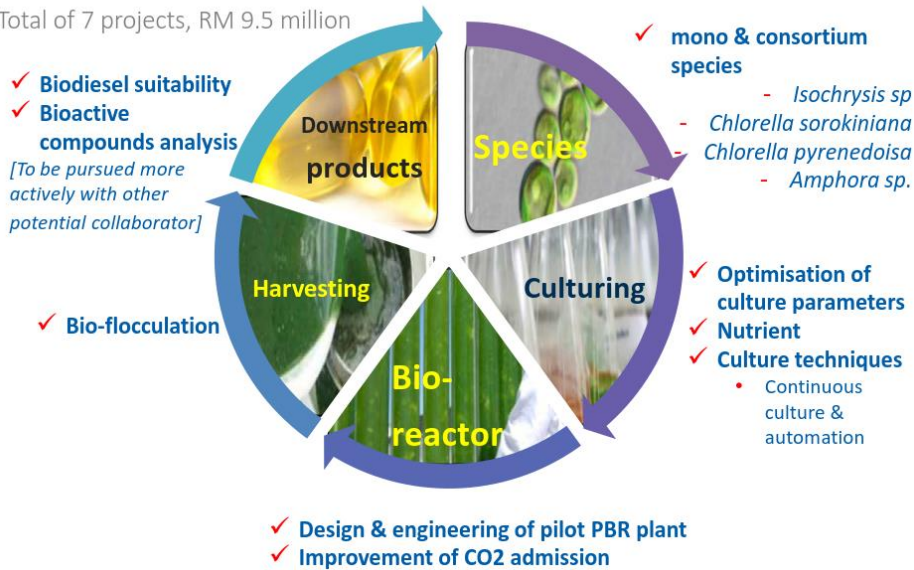 Total of 7 projects, RM 9.5 million
✓ Biodiesel suitability
✓ Bioactive
compounds analysis
[To be pursued more
actively with other
potential collaborator]
Downstream
products
Species
✓ mono & consortium
species
- Isochrysis sp
- Chlorella sorokiniana
- Chlorella pyrenedoisa
- Amphora sp.
Harvesting
✓ Bio-flocculation
Culturing
✓ Optimisation of
culture parameters
✓ Nutrient
✓ Culture techniques
• Continuous
culture &
automation
Bio-
reactor
✓ Design & engineering of pilot PBR plant
✓ Improvement of CO2 admission